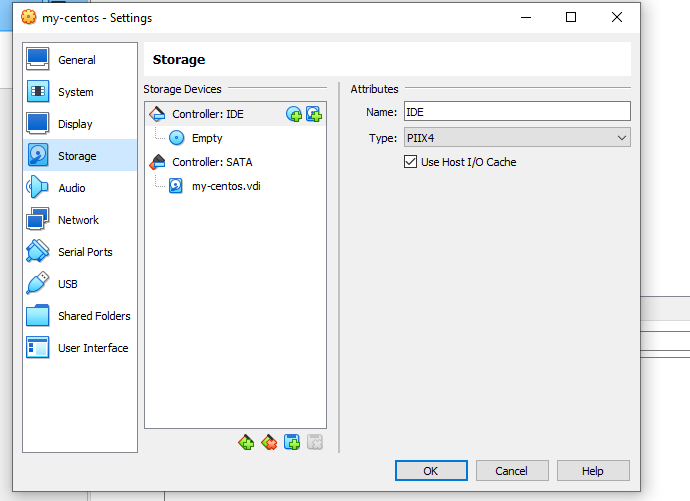 my-centos - Settings
General
System
Display
Storage
Audio
Network
Serial Ports
USB
Shared Folders
User Interface
Storage
Storage Devices
Controller: IDE
Empty
Controller: SATA
my-centos.vdi
Attributes
Name: IDE
Type: PIIX4
Use Host I/O Cache
OK Cancel Help